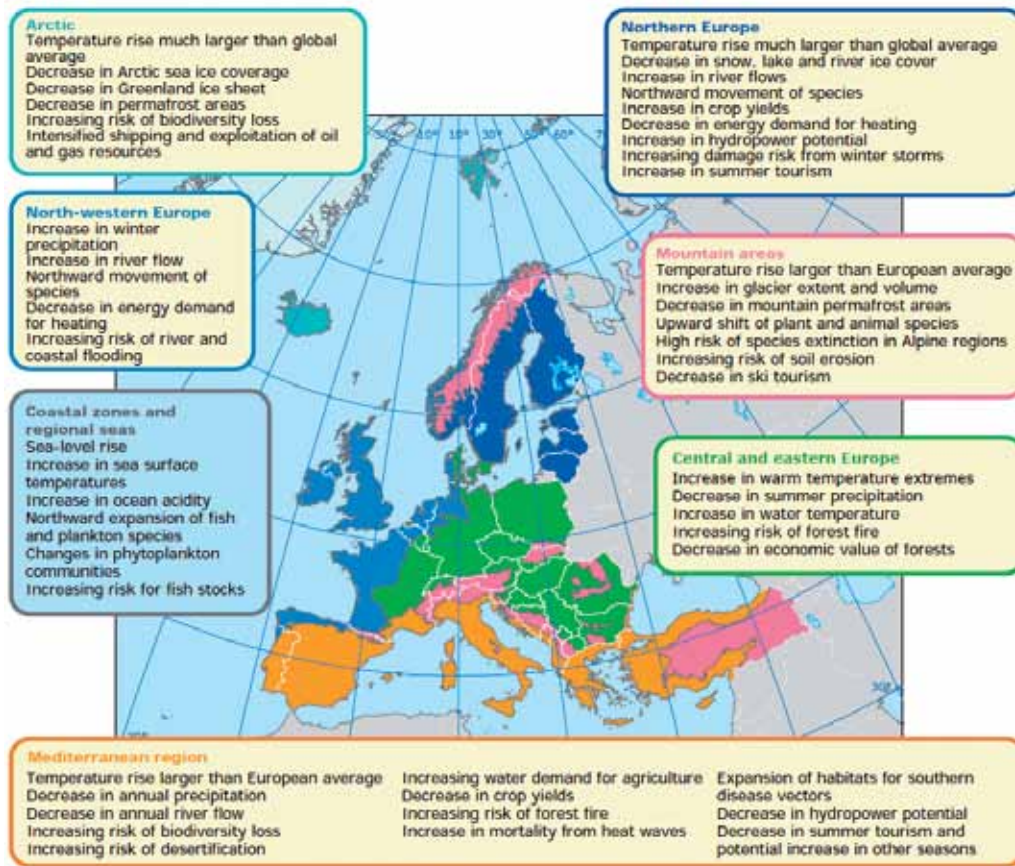 Arctic
Temperature rise much larger than global
average
Decrease in Arctic sea ice coverage
Decrease in Greenland ice sheet
Decrease in permafrost areas
Increasing risk of biodiversity loss
Intensified shipping and exploitation of oil
and gas resources
Northern Europe
Temperature rise much larger than global average
Decrease in snow, lake and river ice cover
Increase in river flows
Northward movement of species
Increase in crop yields
Decrease in energy demand for heating
Increase in hydropower potential
Increasing damage risk from winter storms
Increase in summer tourism
North-western Europe
Increase in winter
precipitation
Increase in river flow
Northward movement of
species
Decrease in energy demand
for heating
Increasing risk of river and
coastal flooding
Mountain areas
Temperature rise larger than European average
Increase in glacier extent and volume
Decrease in mountain permafrost areas
Upward shift of plant and animal species
High risk of species extinction in Alpine regions
Increasing risk of soil erosion
Decrease in ski tourism
Coastal zones and
regional seas
Sea-level rise
Increase in sea surface
temperatures
Increase in ocean acidity
Northward expansion of fish
and plankton species
Changes in phytoplankton
communities
Increasing risk for fish stocks
Central and eastern Europe
Increase in warm temperature extremes
Decrease in summer precipitation
Increase in water temperature
Increasing risk of forest fire
Decrease in economic value of forests
Mediterranean region
Temperature rise larger than European average
Decrease in annual precipitation
Decrease in annual river flow
Increasing risk of biodiversity loss
Increasing risk of desertification
Increasing water demand for agriculture
Decrease in crop yields
Increasing risk of forest fire
Increase in mortality from heat waves
Expansion of habitats for southern
disease vectors
Decrease in hydropower potential
Decrease in summer tourism and
potential increase in other seasons